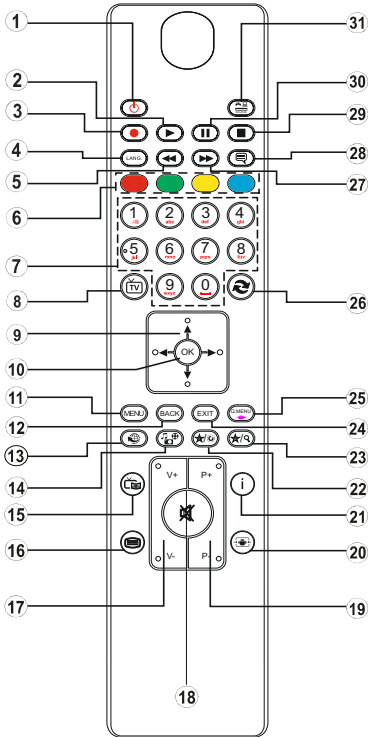 1
31
2
30
3
29
4
LANG.
28
5
27
6
1 2 3 4
.:@ abc def ghi
7
5 6 7 8
jkl mno pqrs tuv
8
TV
9 0
wxyz
26
9
10
OK
11
MENU
BACK
EXIT
Q.MENU
25
12
24
13
23
14
22
15
V+
P+
i
21
16
V-
P-
20
17
19
18